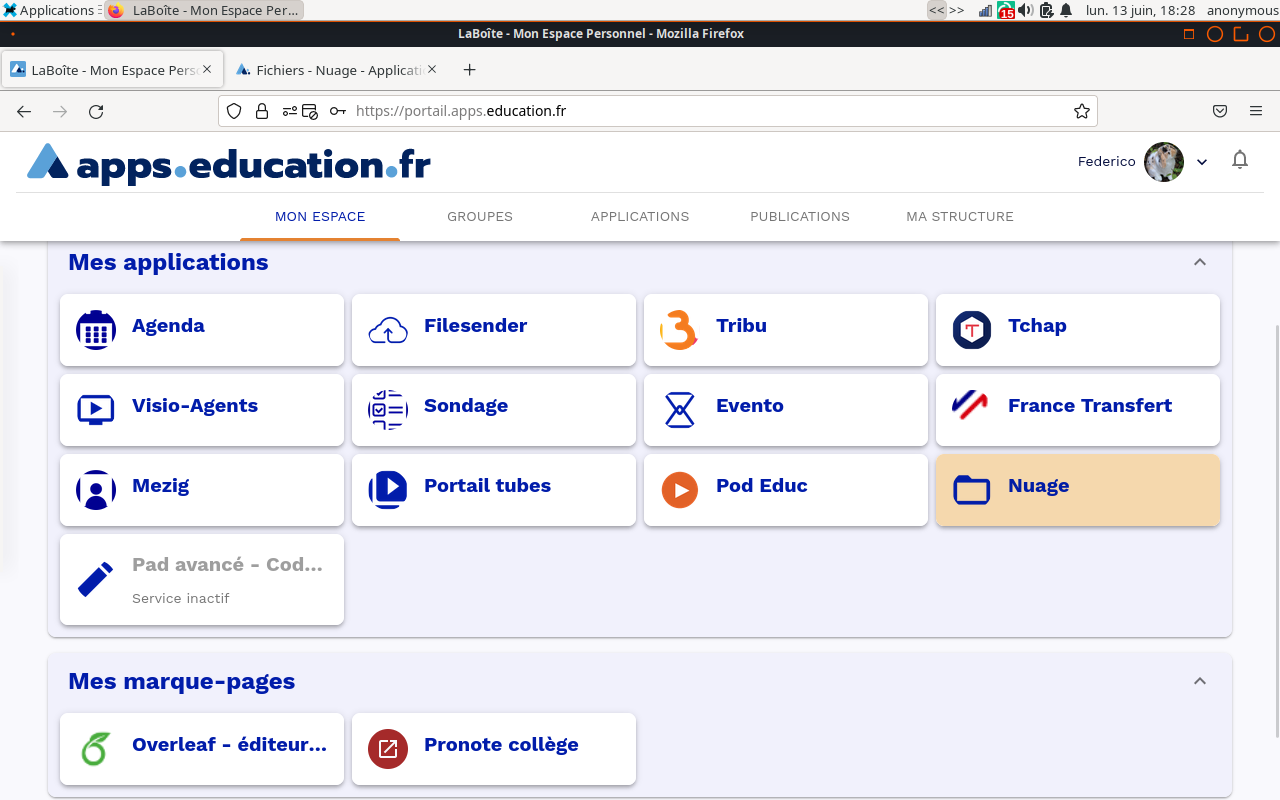 Applications LaBoîte - Mon Espace Per... << >> 15 lun. 13 juin, 18:28 anonymous
LaBoîte - Mon Espace Personnel - Mozilla Firefox
LaBoîte - Mon Espace Pers Fichiers - Nuage - Applicati
https://portail.apps.education.fr
apps.education.fr
Federico
MON ESPACE GROUPES APPLICATIONS PUBLICATIONS MA STRUCTURE
Mes applications
Agenda Filesender Tribu Tchap
Visio-Agents Sondage Evento France Transfert
Mezig Portail tubes Pod Educ Nuage
Pad avancé - Cod...
Service inactif
Mes marque-pages
Overleaf - éditeur... Pronote collège